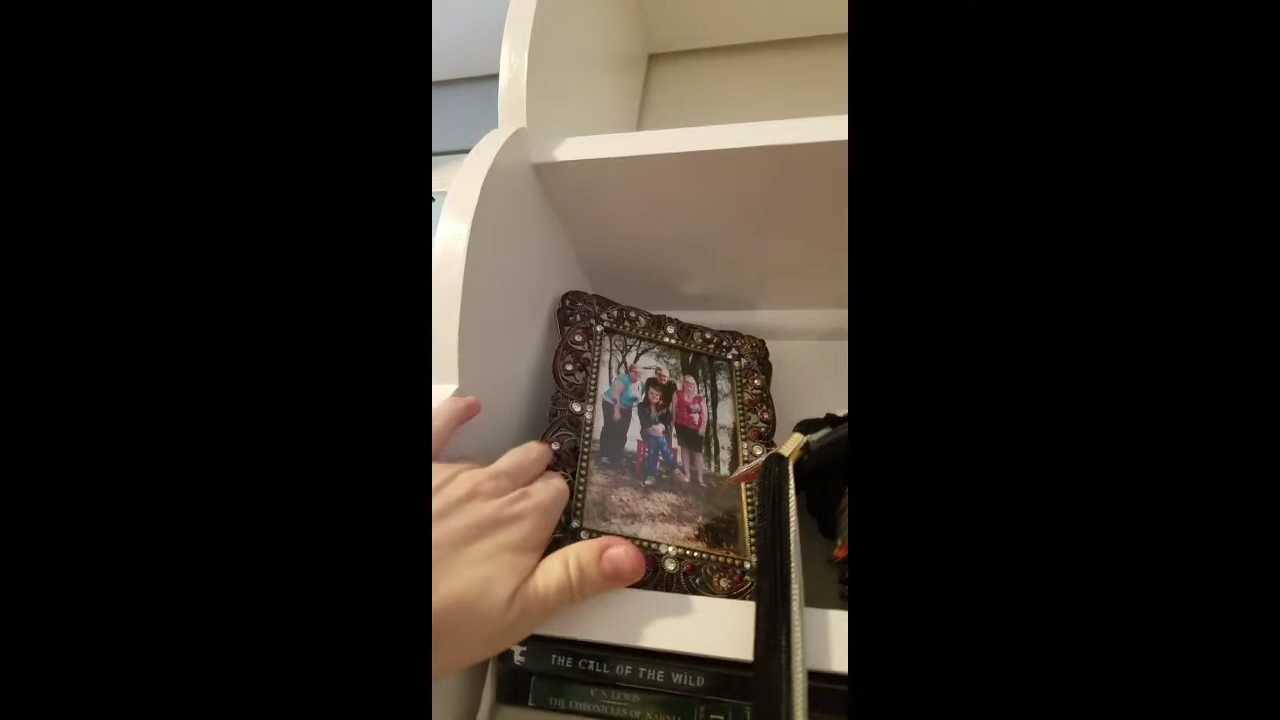 THE CALL OF THE WILD
C. S. LEWIS
THE CHRONICLES OF NARNIA